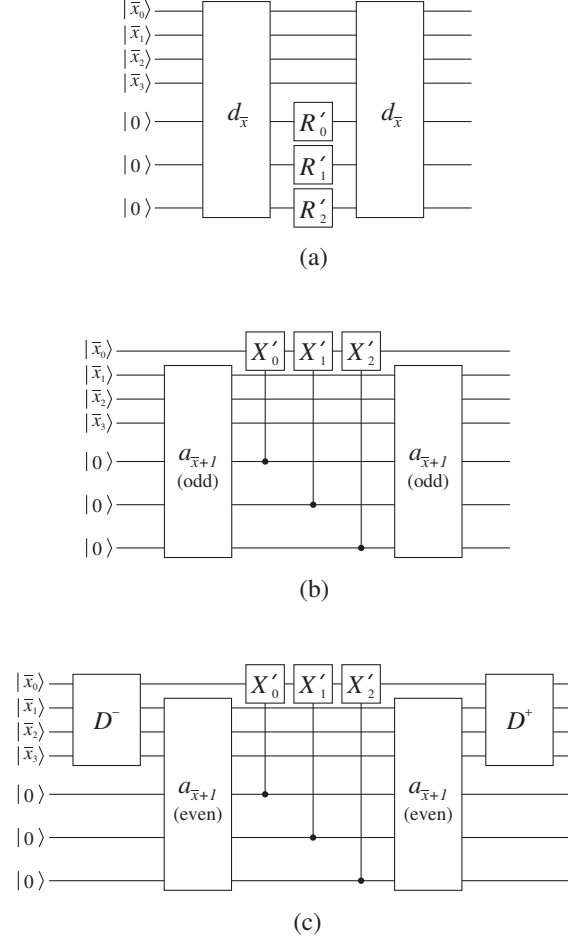 |x̅₀⟩
|x̅₁⟩
|x̅₂⟩
|x̅₃⟩
|0⟩
|0⟩
|0⟩
d_x̅
R′₀
R′₁
R′₂
d_x̅
(a)
|x̅₀⟩
|x̅₁⟩
|x̅₂⟩
|x̅₃⟩
|0⟩
|0⟩
|0⟩
a_x̅+1
(odd)
X′₀ X′₁ X′₂
a_x̅+1
(odd)
(b)
|x̅₀⟩
|x̅₁⟩
|x̅₂⟩
|x̅₃⟩
|0⟩
|0⟩
|0⟩
D⁻
a_x̅+1
(even)
X′₀ X′₁ X′₂
a_x̅+1
(even)
D⁺
(c)